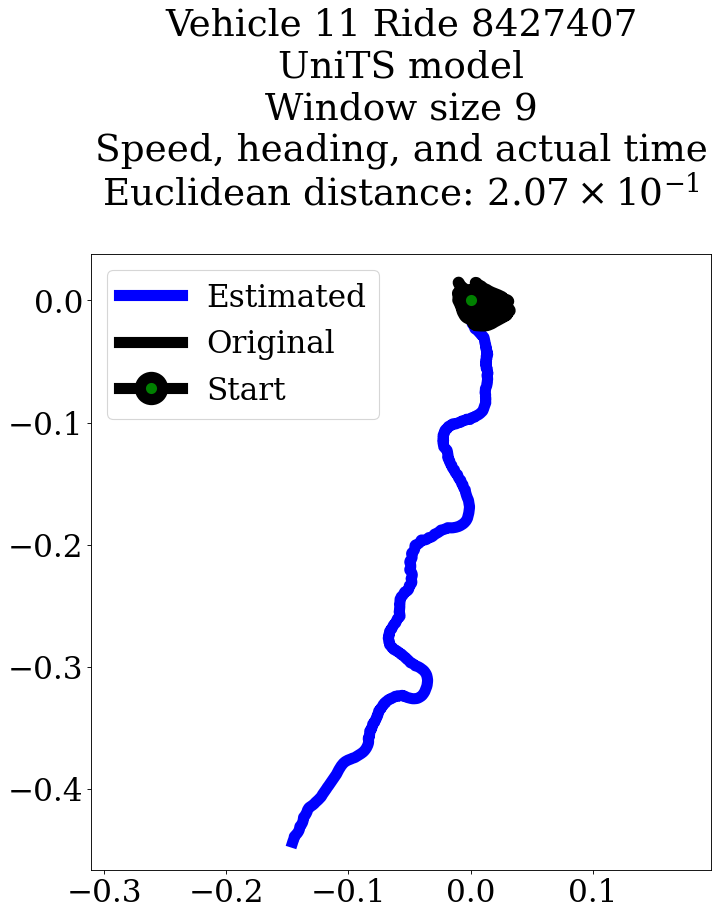 Vehicle 11 Ride 8427407
UniTS model
Window size 9
Speed, heading, and actual time
Euclidean distance: 2.07 × 10⁻¹
Estimated
Original
Start
0.0
−0.1
−0.2
−0.3
−0.4
−0.3 −0.2 −0.1 0.0 0.1